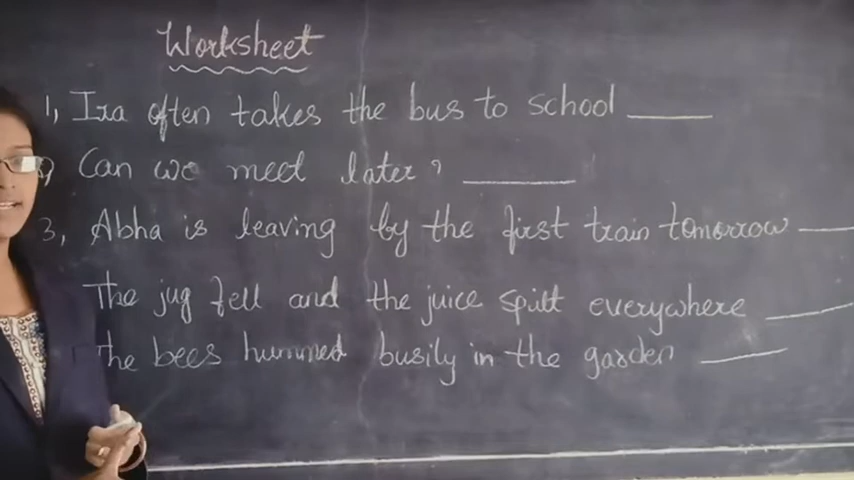 Worksheet
1, Ira often takes the bus to school ____
, Can we meet later? ____
3, Abha is leaving by the first train tomorrow ____
The jug fell and the juice spilt everywhere ____
The bees hummed busily in the garden ____